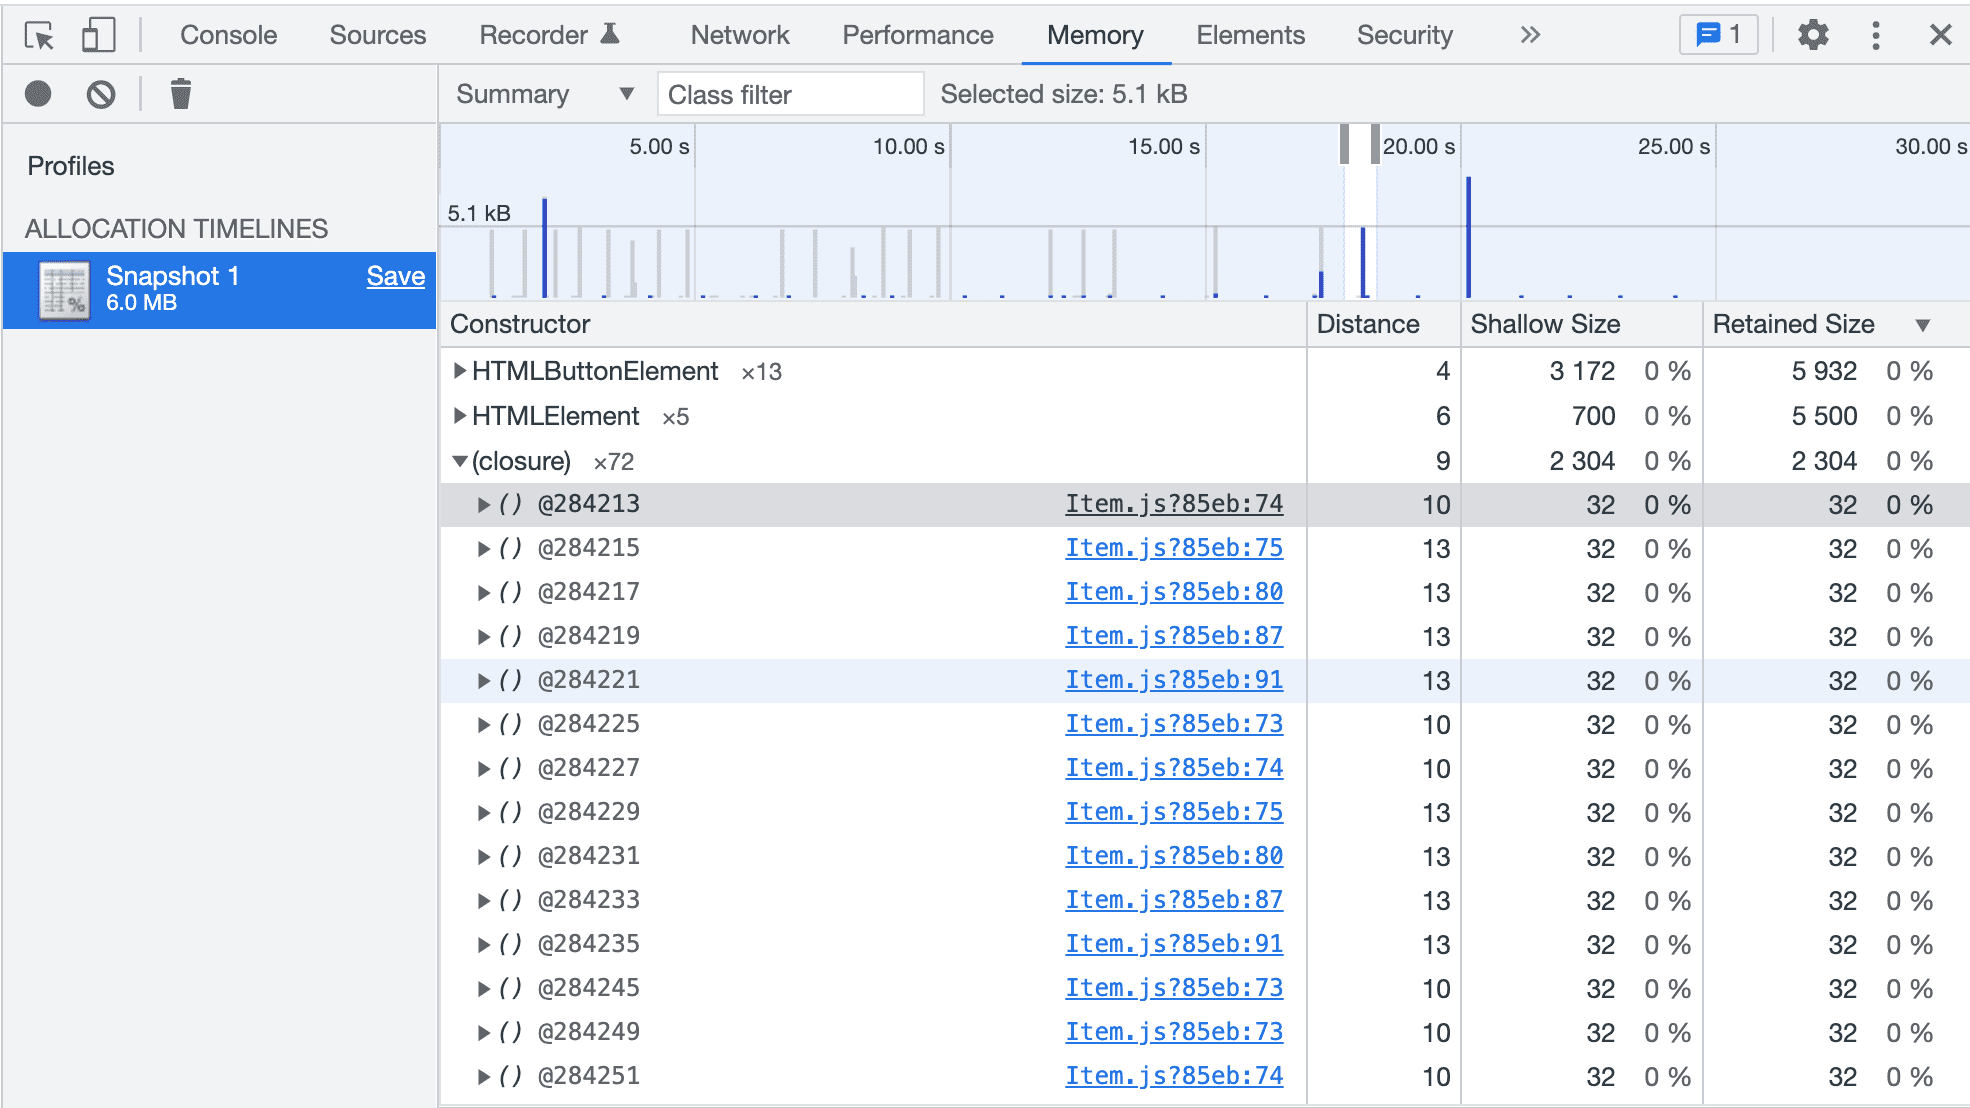 Console Sources Recorder Network Performance Memory Elements Security » 1
Summary ▼ Class filter Selected size: 5.1 kB
Profiles
ALLOCATION TIMELINES
Snapshot 1 Save
6.0 MB
5.00 s 10.00 s 15.00 s 20.00 s 25.00 s 30.00 s
5.1 kB
Constructor Distance Shallow Size Retained Size ▼
▶HTMLButtonElement ×13 4 3 172 0 % 5 932 0 %
▶HTMLElement ×5 6 700 0 % 5 500 0 %
▼(closure) ×72 9 2 304 0 % 2 304 0 %
▶() @284213 Item.js?85eb:74 10 32 0 % 32 0 %
▶() @284215 Item.js?85eb:75 13 32 0 % 32 0 %
▶() @284217 Item.js?85eb:80 13 32 0 % 32 0 %
▶() @284219 Item.js?85eb:87 13 32 0 % 32 0 %
▶() @284221 Item.js?85eb:91 13 32 0 % 32 0 %
▶() @284225 Item.js?85eb:73 10 32 0 % 32 0 %
▶() @284227 Item.js?85eb:74 10 32 0 % 32 0 %
▶() @284229 Item.js?85eb:75 13 32 0 % 32 0 %
▶() @284231 Item.js?85eb:80 13 32 0 % 32 0 %
▶() @284233 Item.js?85eb:87 13 32 0 % 32 0 %
▶() @284235 Item.js?85eb:91 13 32 0 % 32 0 %
▶() @284245 Item.js?85eb:73 10 32 0 % 32 0 %
▶() @284249 Item.js?85eb:73 10 32 0 % 32 0 %
▶() @284251 Item.js?85eb:74 10 32 0 % 32 0 %